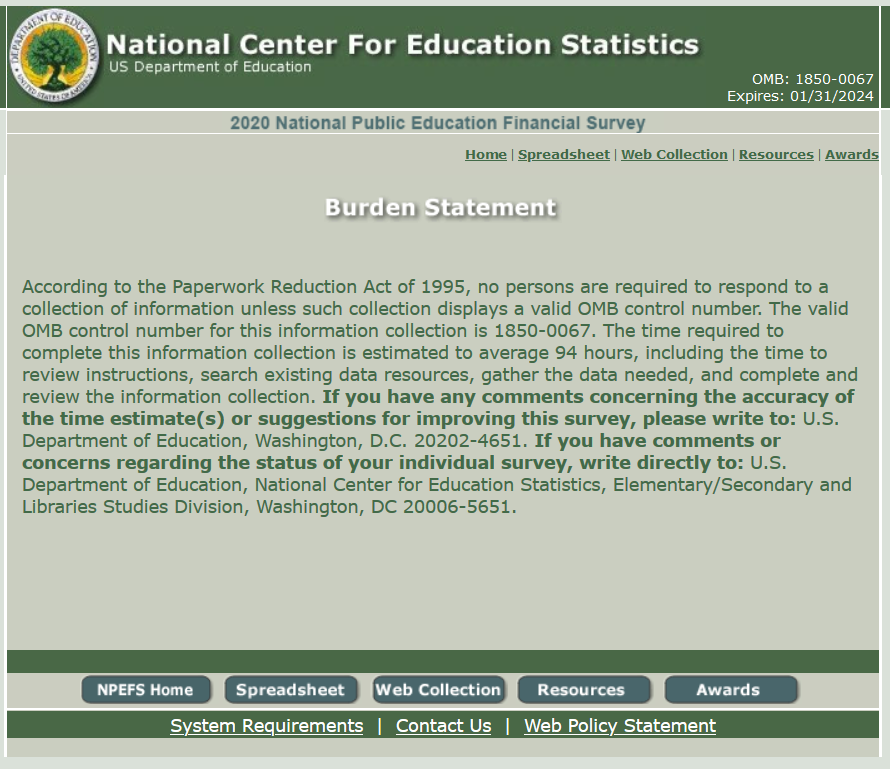 DEPARTMENT OF EDUCATION
UNITED STATES OF AMERICA
National Center For Education Statistics
US Department of Education
OMB: 1850-0067
Expires: 01/31/2024
2020 National Public Education Financial Survey
Home | Spreadsheet | Web Collection | Resources | Awards
Burden Statement
According to the Paperwork Reduction Act of 1995, no persons are required to respond to a
collection of information unless such collection displays a valid OMB control number. The valid
OMB control number for this information collection is 1850-0067. The time required to
complete this information collection is estimated to average 94 hours, including the time to
review instructions, search existing data resources, gather the data needed, and complete and
review the information collection. If you have any comments concerning the accuracy of
the time estimate(s) or suggestions for improving this survey, please write to: U.S.
Department of Education, Washington, D.C. 20202-4651. If you have comments or
concerns regarding the status of your individual survey, write directly to: U.S.
Department of Education, National Center for Education Statistics, Elementary/Secondary and
Libraries Studies Division, Washington, DC 20006-5651.
NPEFS Home Spreadsheet Web Collection Resources Awards
System Requirements | Contact Us | Web Policy Statement